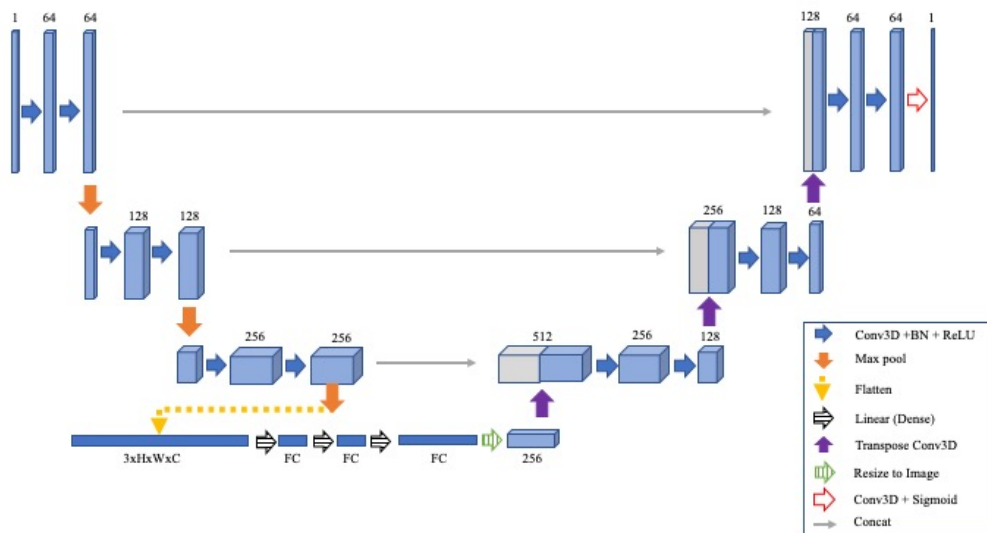 1 64 64
128 64 64 1
128 128
256 128 64
256 256
512 256 128
3xHxWxC FC FC FC 256
Conv3D +BN + ReLU
Max pool
Flatten
Linear (Dense)
Transpose Conv3D
Resize to Image
Conv3D + Sigmoid
Concat